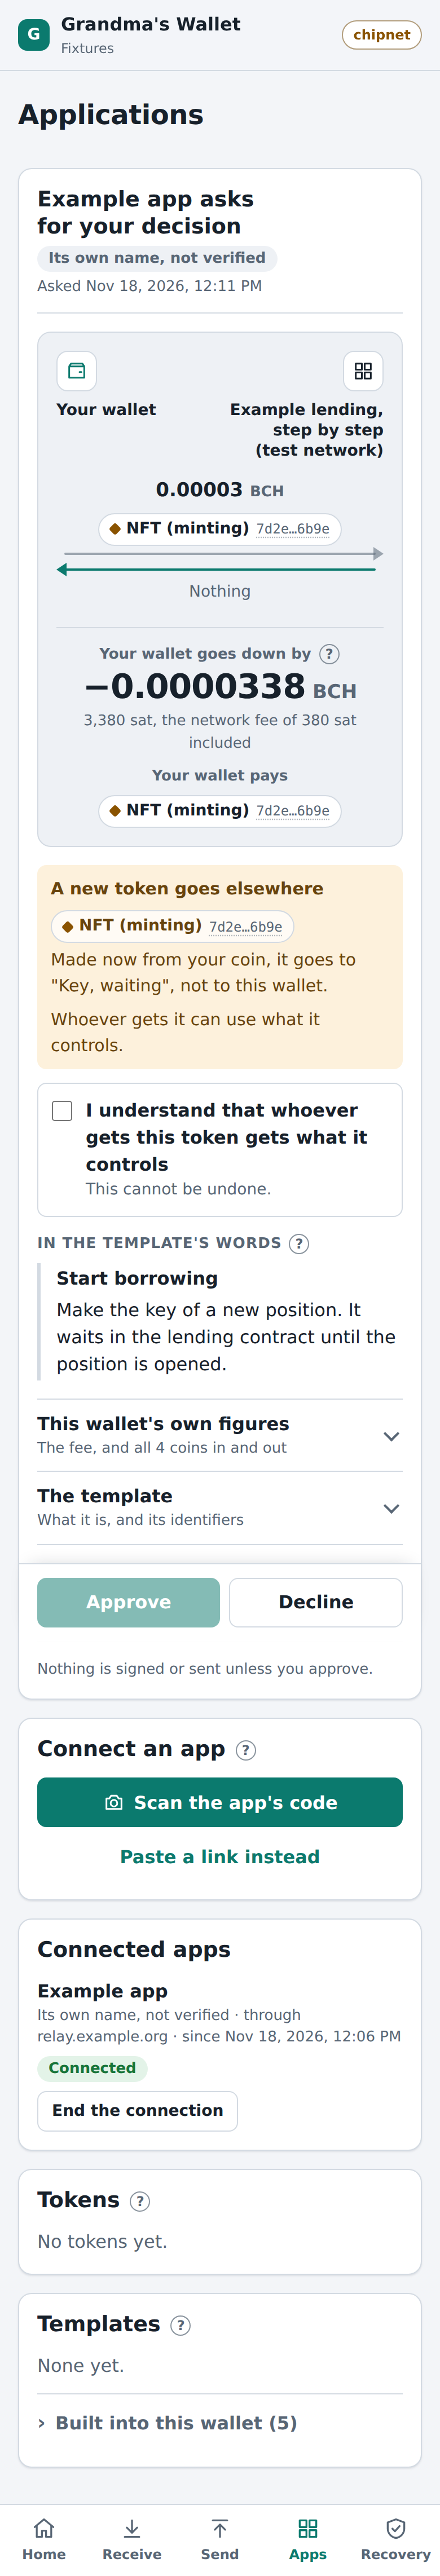 G
Grandma's Wallet
Fixtures
chipnet
Applications
Example app asks
for your decision
Its own name, not verified
Asked Nov 18, 2026, 12:11 PM
Your wallet
Example lending,
step by step
(test network)
0.00003 BCH
NFT (minting) 7d2e…6b9e
Nothing
Your wallet goes down by ?
−0.0000338 BCH
3,380 sat, the network fee of 380 sat
included
Your wallet pays
NFT (minting) 7d2e…6b9e
A new token goes elsewhere
NFT (minting) 7d2e…6b9e
Made now from your coin, it goes to
"Key, waiting", not to this wallet.
Whoever gets it can use what it
controls.
I understand that whoever
gets this token gets what it
controls
This cannot be undone.
IN THE TEMPLATE'S WORDS ?
Start borrowing
Make the key of a new position. It
waits in the lending contract until the
position is opened.
This wallet's own figures
The fee, and all 4 coins in and out
The template
What it is, and its identifiers
Approve
Decline
Nothing is signed or sent unless you approve.
Connect an app ?
Scan the app's code
Paste a link instead
Connected apps
Example app
Its own name, not verified · through
relay.example.org · since Nov 18, 2026, 12:06 PM
Connected
End the connection
Tokens ?
No tokens yet.
Templates ?
None yet.
› Built into this wallet (5)
Home
Receive
Send
Apps
Recovery